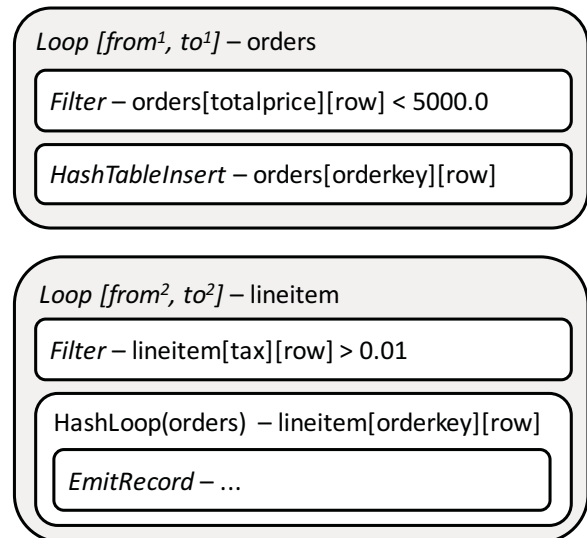 Loop [from¹, to¹] – orders
Filter – orders[totalprice][row] < 5000.0
HashTableInsert – orders[orderkey][row]
Loop [from², to²] – lineitem
Filter – lineitem[tax][row] > 0.01
HashLoop(orders) – lineitem[orderkey][row]
EmitRecord – ...